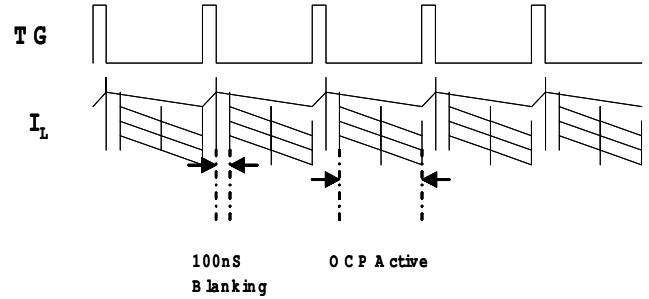 TG
IL
100nS
Blanking
OCP Active